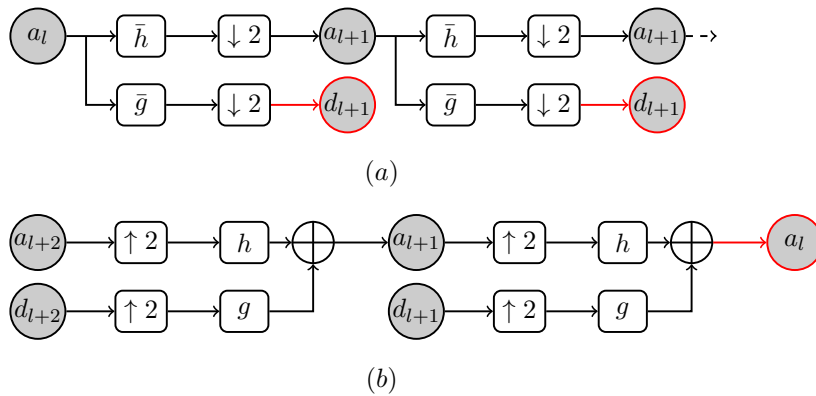 a_l h̄ ↓ 2 a_{l+1} h̄ ↓ 2 a_{l+1}
ḡ ↓ 2 d_{l+1} ḡ ↓ 2 d_{l+1}
(a)
a_{l+2} ↑ 2 h a_{l+1} ↑ 2 h a_l
d_{l+2} ↑ 2 g d_{l+1} ↑ 2 g
(b)